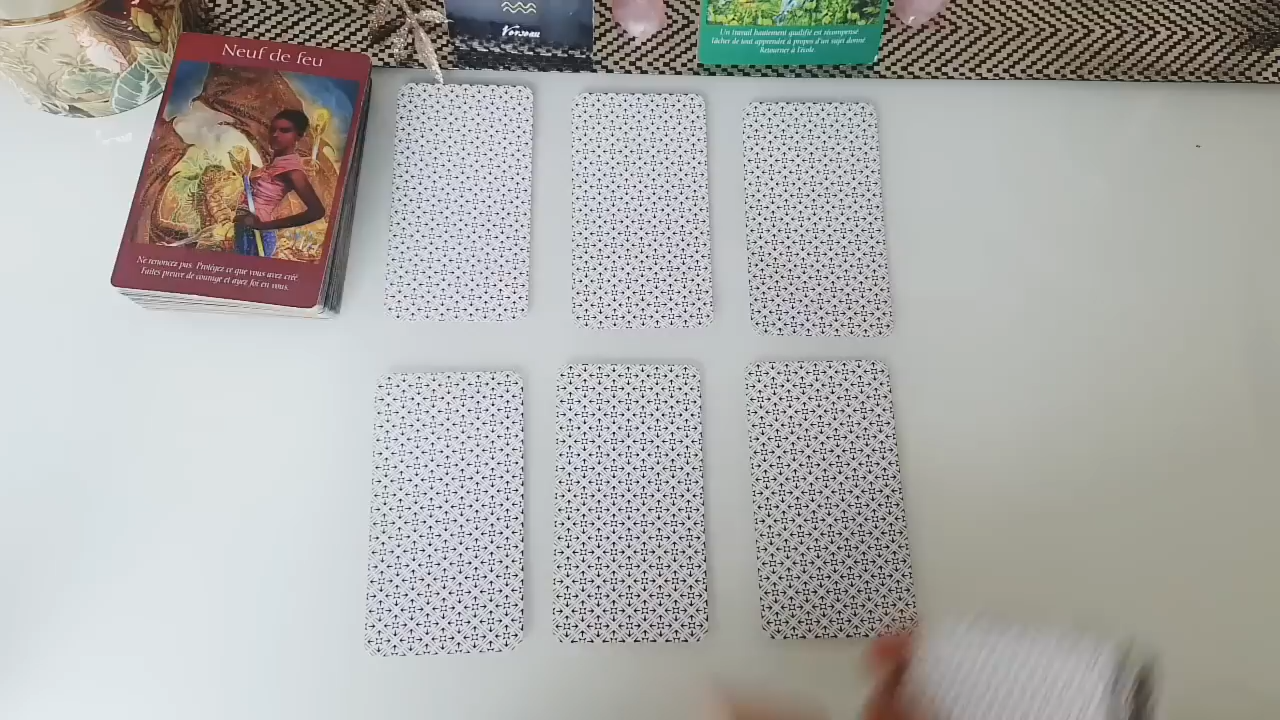 Verseau
Un travail hautement qualifié est récompensé
Tâcher de tout apprendre à propos d'un sujet donné
Retourner à l'école.
Neuf de feu
Ne renoncez pas. Protégez ce que vous avez créé.
Faites preuve de courage et ayez foi en vous.